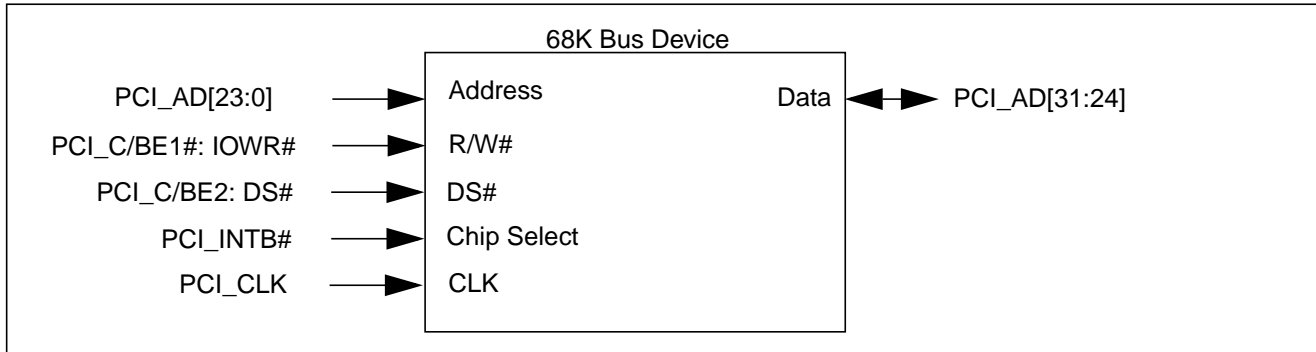 68K Bus Device
PCI_AD[23:0] Address Data PCI_AD[31:24]
PCI_C/BE1#: IOWR# R/W#
PCI_C/BE2: DS# DS#
PCI_INTB# Chip Select
PCI_CLK CLK